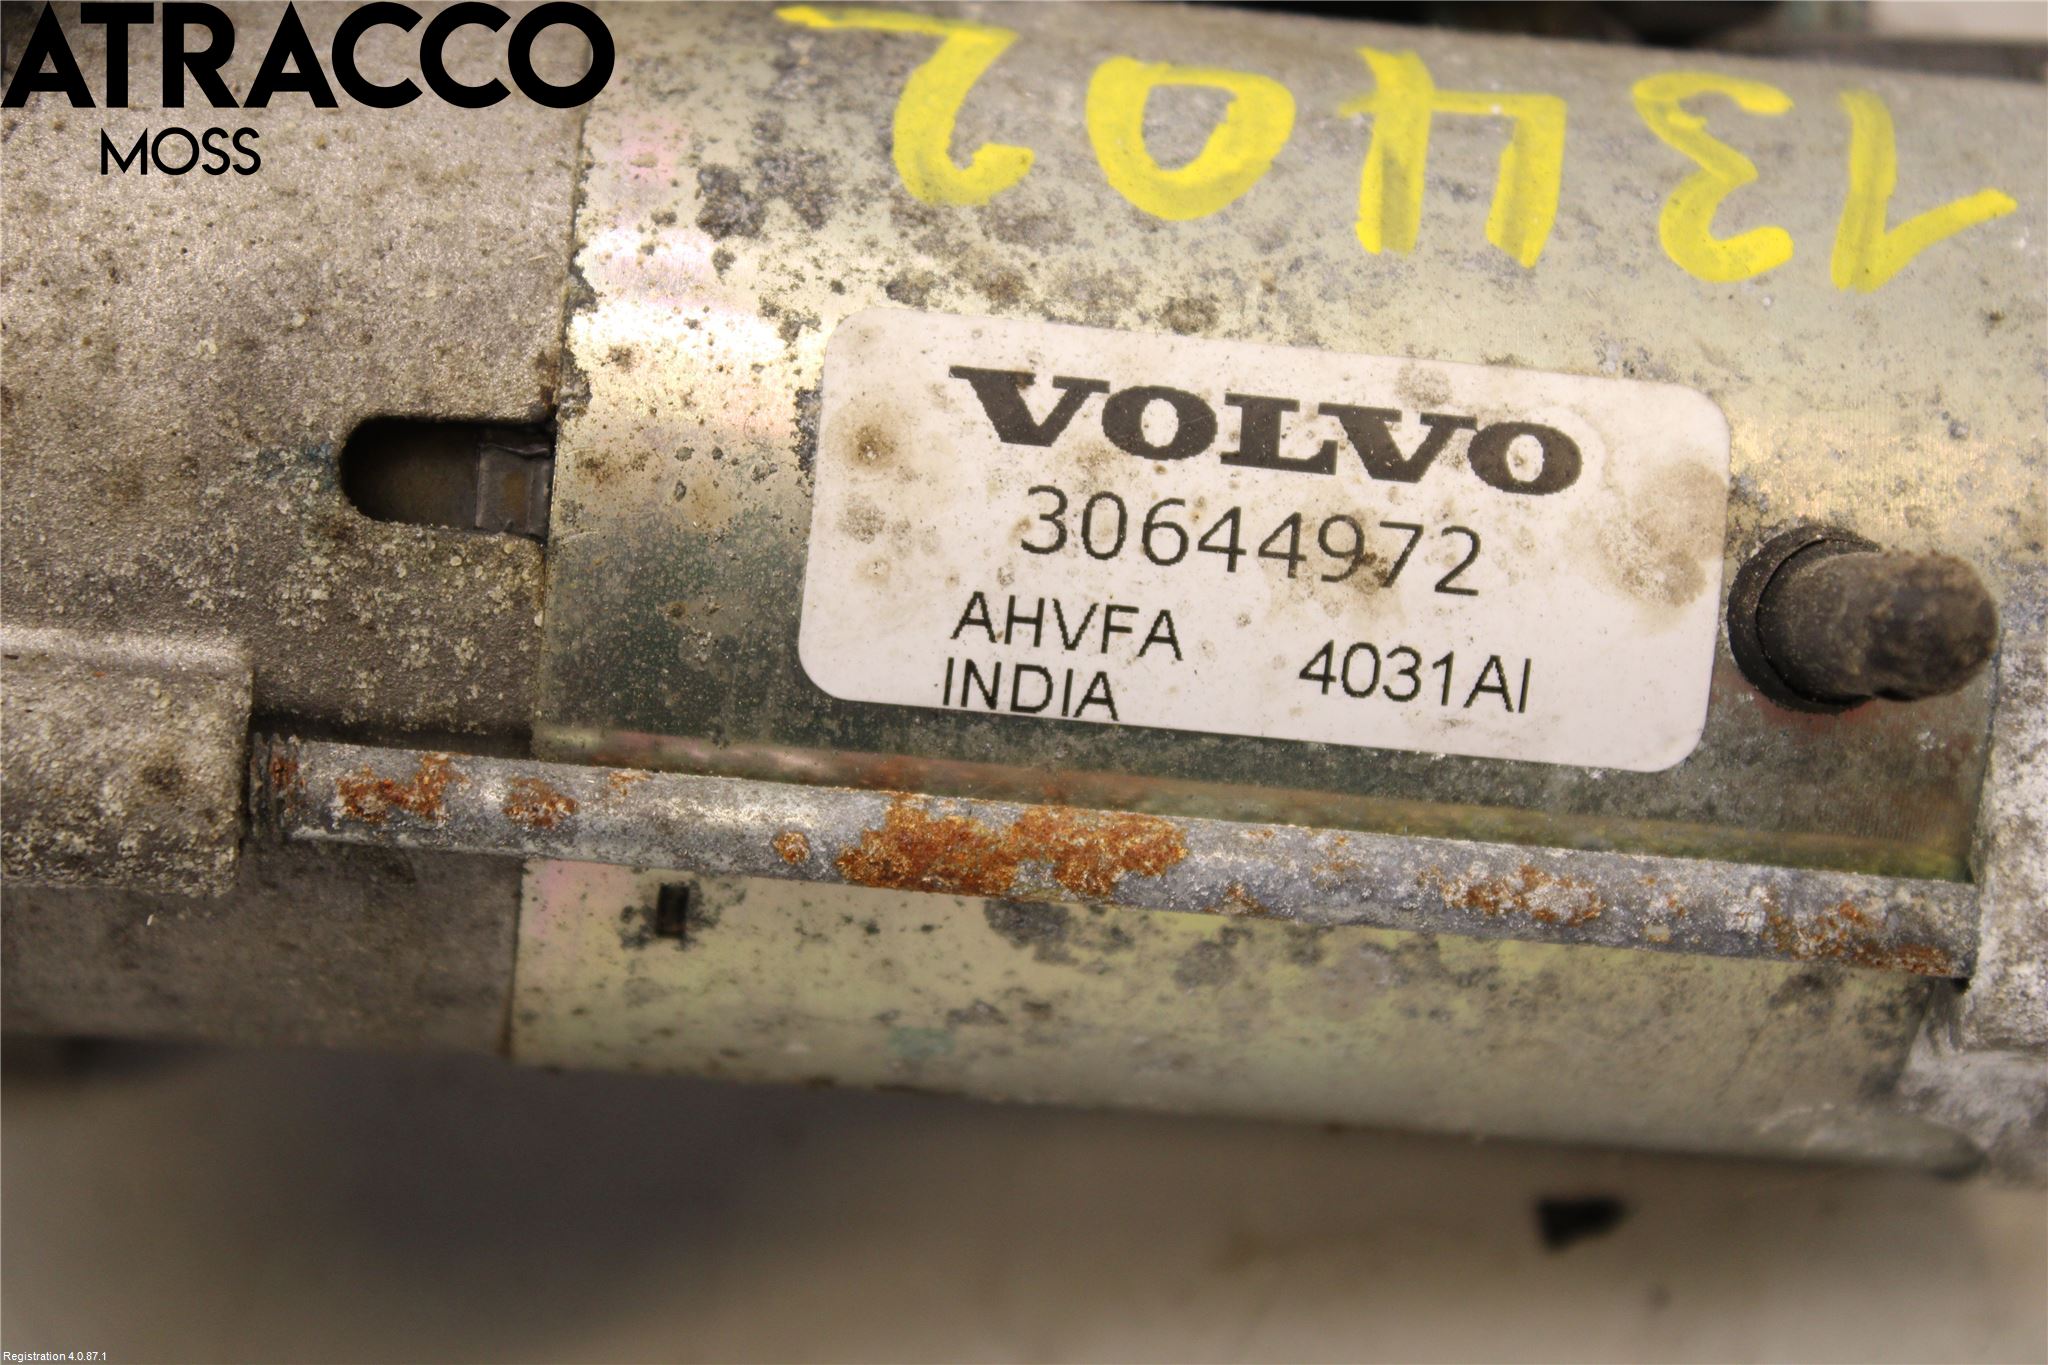 ATRACCO
MOSS
13402
VOLVO
30644972
AHVFA 4031AI
INDIA
Registration 4.0.87.1